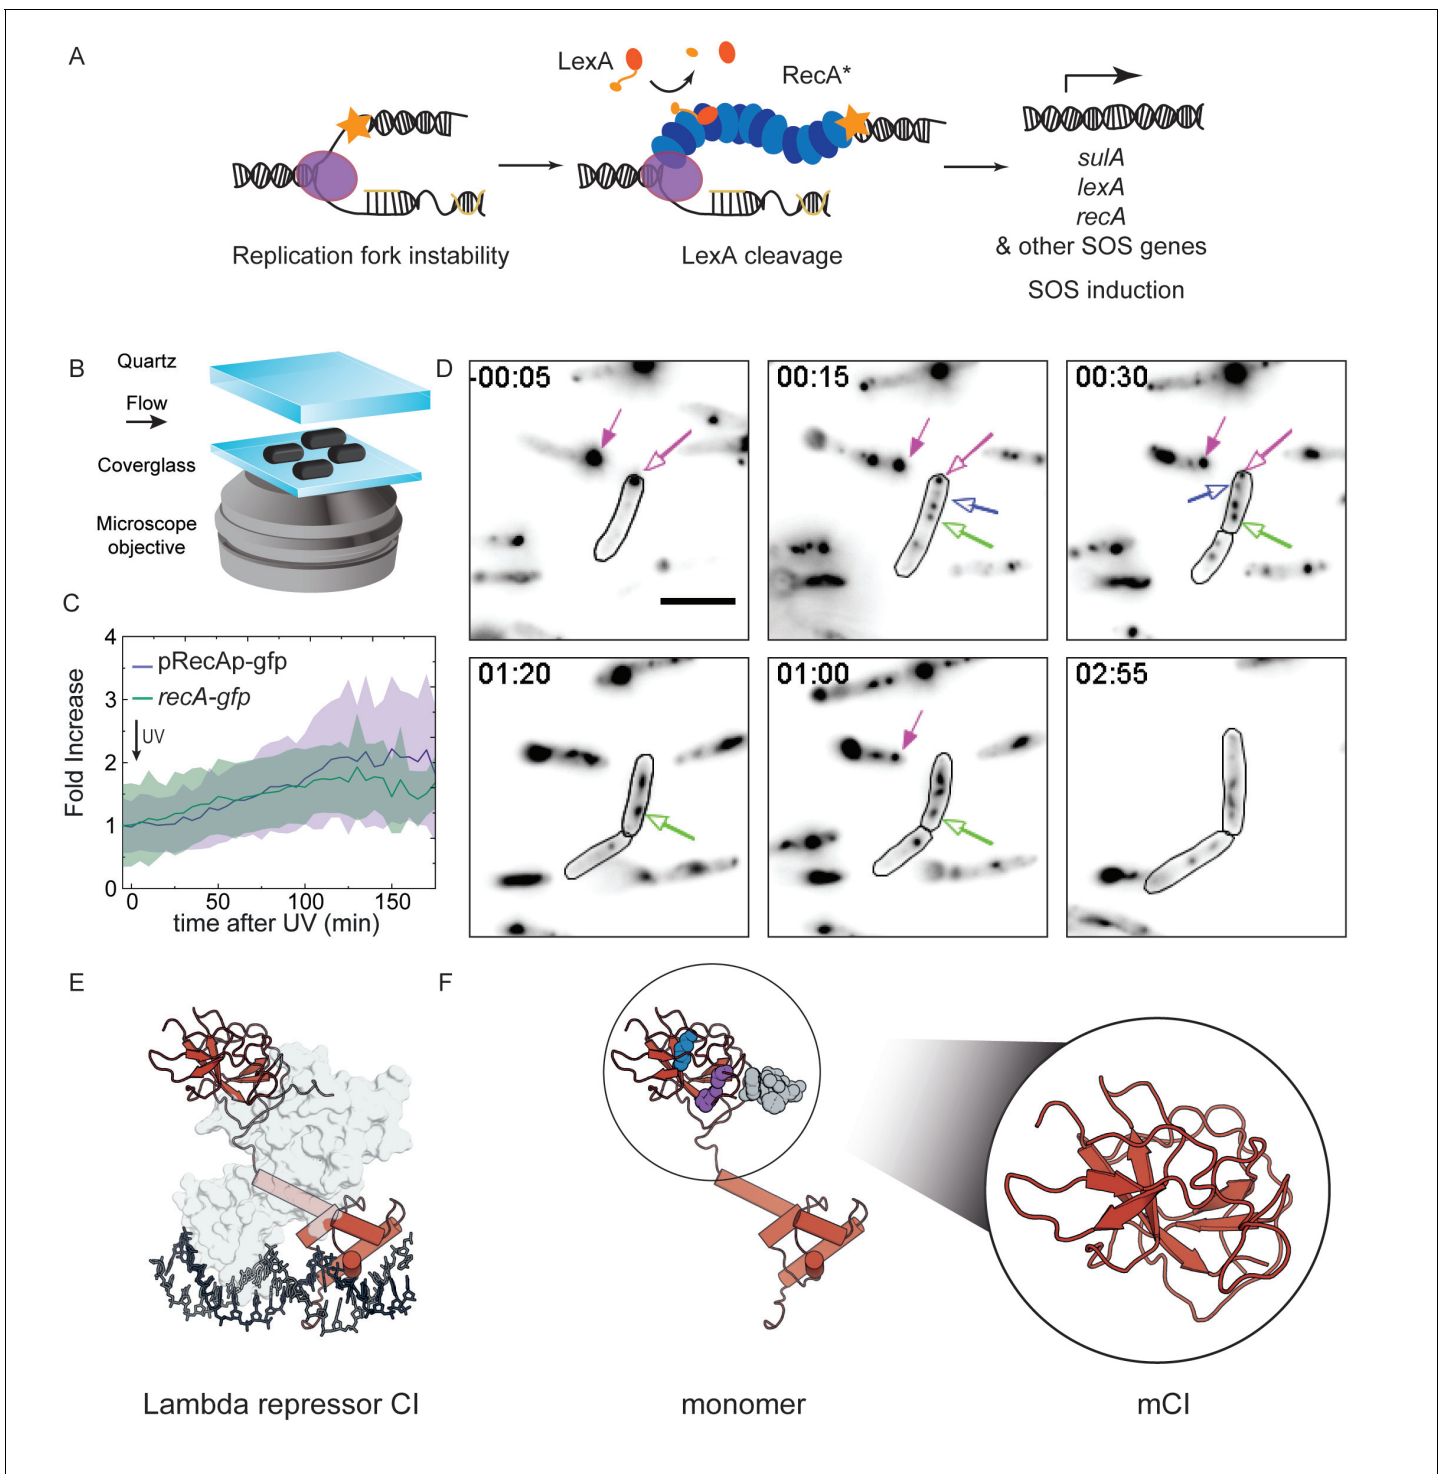 A
LexA
RecA*
Replication fork instability
LexA cleavage
sulA
lexA
recA
& other SOS genes
SOS induction
B
Quartz
Flow
Coverglass
Microscope
objective
C
4
3
2
1
0
Fold Increase
pRecAp-gfp
recA-gfp
UV
0 50 100 150
time after UV (min)
D
-00:05
00:15
00:30
01:20
01:00
02:55
E
Lambda repressor CI
F
monomer
mCI